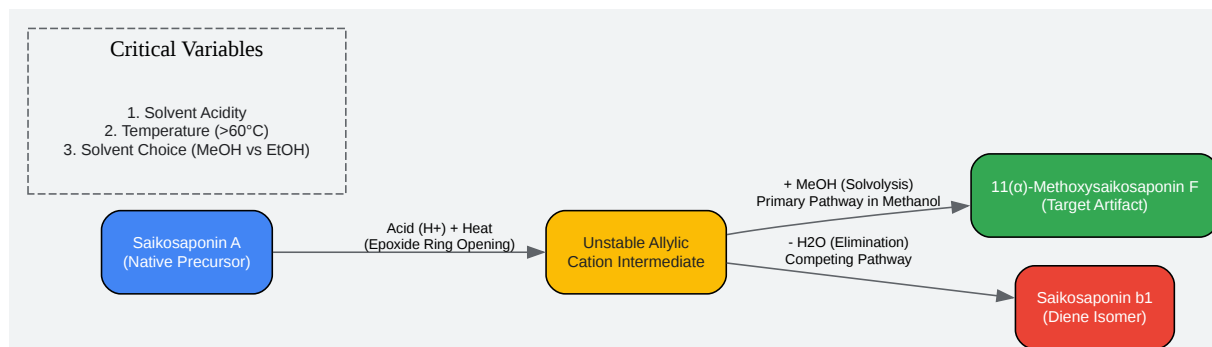 Critical Variables
1. Solvent Acidity
2. Temperature (>60°C)
3. Solvent Choice (MeOH vs EtOH)
Saikosaponin A
(Native Precursor)
Acid (H+) + Heat
(Epoxide Ring Opening)
Unstable Allylic
Cation Intermediate
+ MeOH (Solvolysis)
Primary Pathway in Methanol
- H2O (Elimination)
Competing Pathway
11(α)-Methoxysaikosaponin F
(Target Artifact)
Saikosaponin b1
(Diene Isomer)